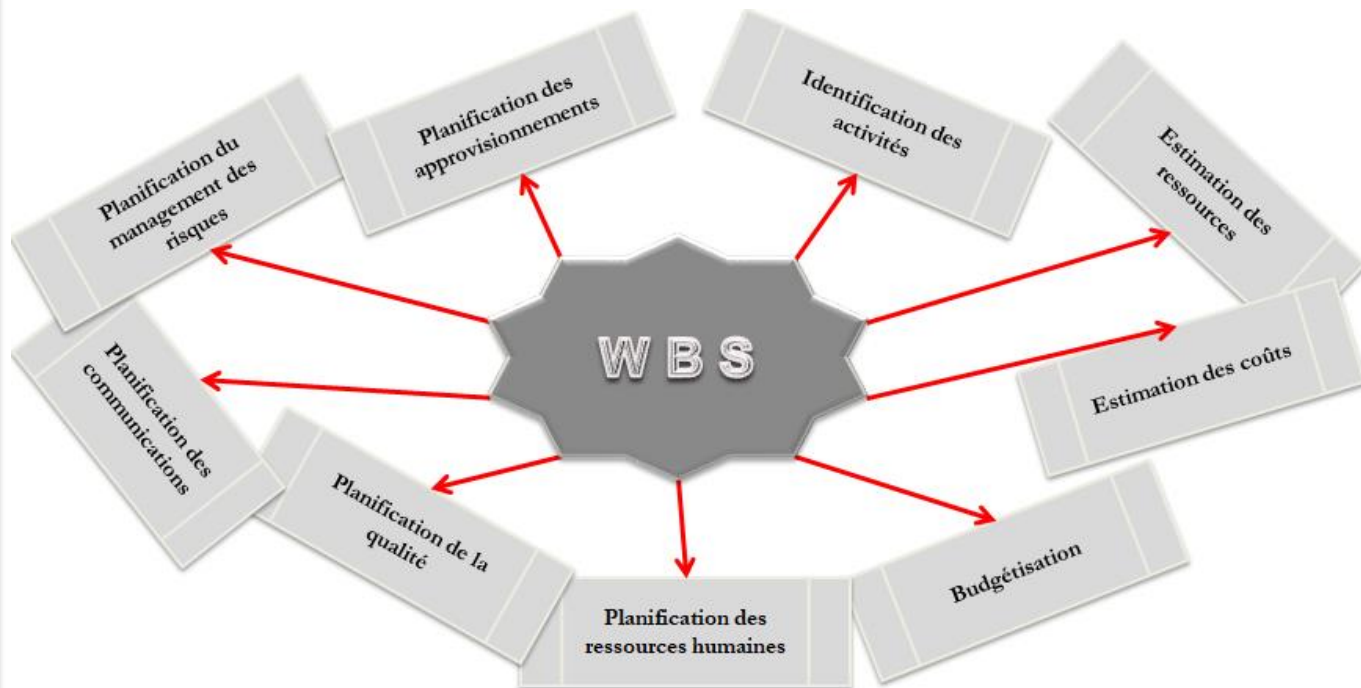 Planification des
approvisionnements
Identification des
activités
Planification du
management des
risques
Estimation des
ressources
W B S
Planification des
communications
Estimation des coûts
Planification de la
qualité
Budgétisation
Planification des
ressources humaines